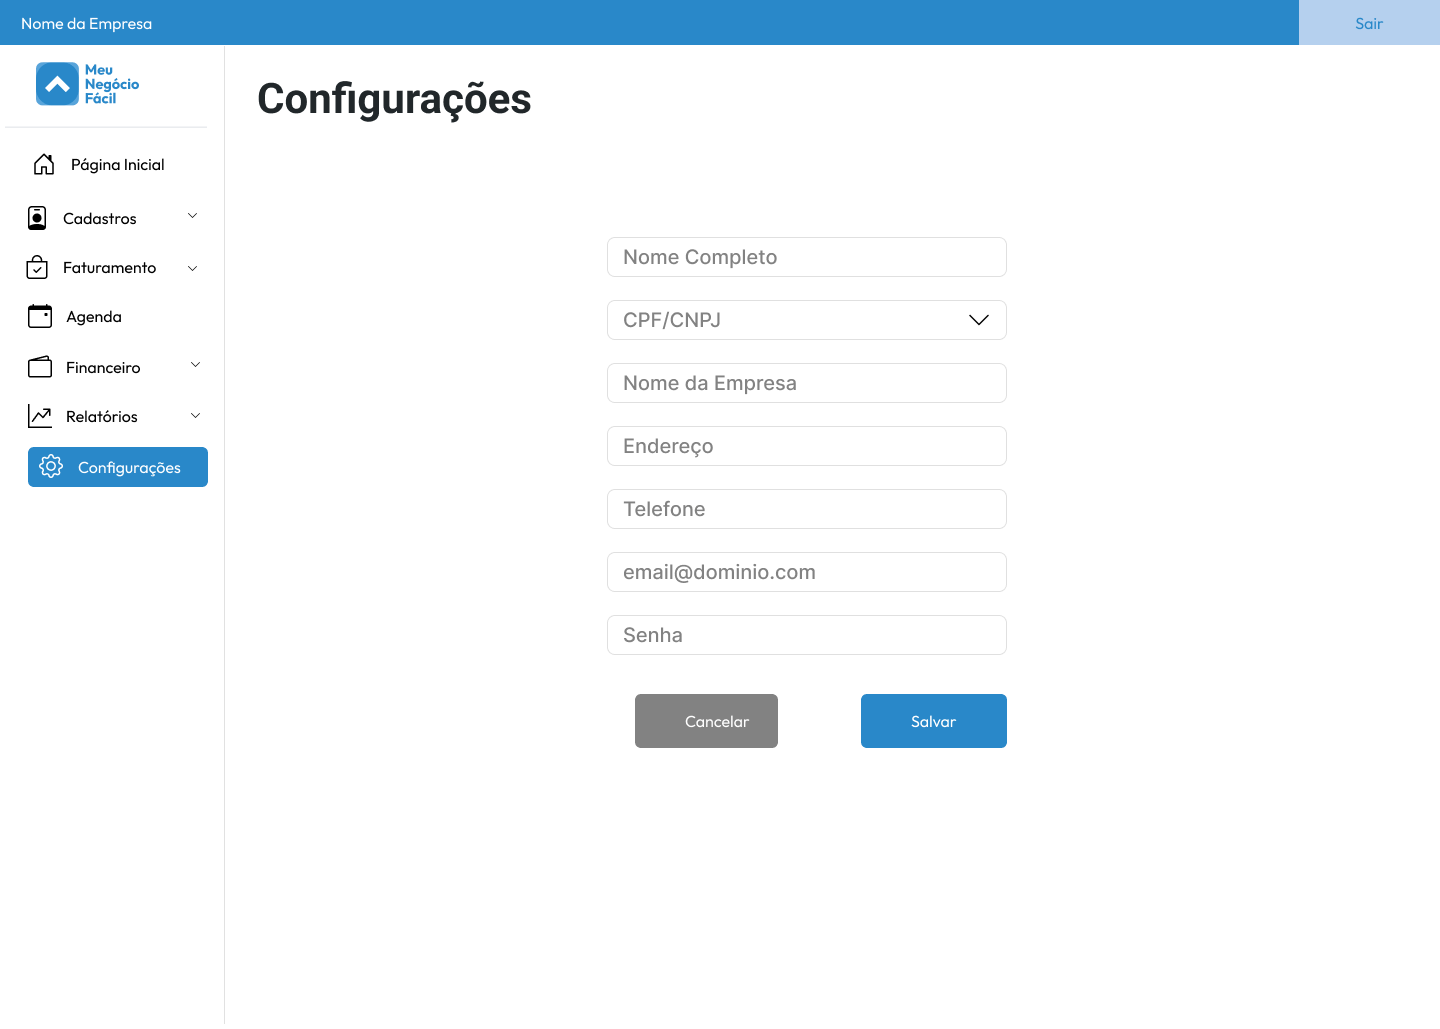 Nome da Empresa
Sair
Meu
Negócio
Fácil
Configurações
Página Inicial
Cadastros
Faturamento
Agenda
Financeiro
Relatórios
Configurações
Nome Completo
CPF/CNPJ
Nome da Empresa
Endereço
Telefone
email@dominio.com
Senha
Cancelar
Salvar